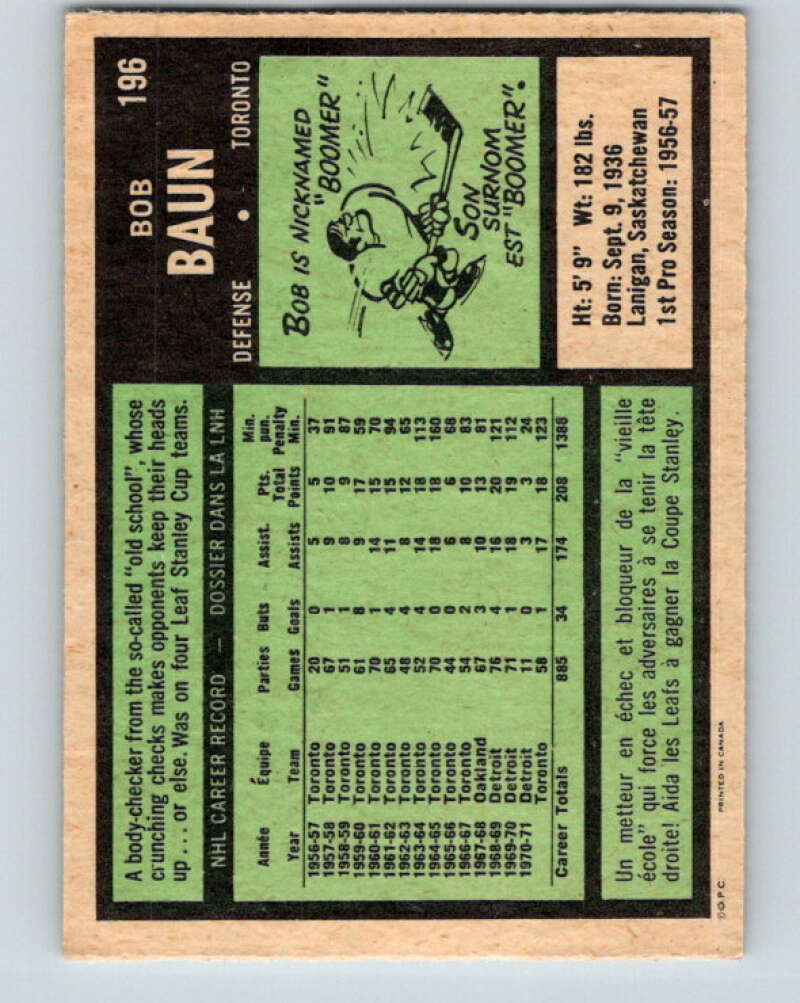 BOB 196
BAUN
DEFENSE • TORONTO
A body-checker from the so-called "old school", whose
crunching checks makes opponents keep their heads
up ... or else. Was on four Leaf Stanley Cup teams.
BOB IS NICKNAMED
"BOOMER"
SON
SURNOM
EST "BOOMER".
NHL CAREER RECORD — DOSSIER DANS LA LNH
Année Équipe Parties Buts Assist. Pts. Total Min. pun.
Year Team Games Goals Assists Points Penalty Min.
1956-57 Toronto 20 0 5 5 37
1957-58 Toronto 67 1 9 10 91
1958-59 Toronto 51 1 8 9 87
1959-60 Toronto 61 8 9 17 59
1960-61 Toronto 70 1 14 15 70
1961-62 Toronto 65 4 11 15 94
1962-63 Toronto 48 4 8 12 65
1963-64 Toronto 52 4 14 18 113
1964-65 Toronto 70 0 18 18 160
1965-66 Toronto 44 0 6 6 68
1966-67 Toronto 54 2 8 10 83
1967-68 Oakland 67 3 10 13 81
1968-69 Detroit 76 4 16 20 121
1969-70 Detroit 71 1 18 19 112
1970-71 Detroit 11 0 3 3 24
Toronto 58 1 17 18 123
Career Totals 885 34 174 208 1388
Ht: 5' 9" Wt: 182 lbs.
Born: Sept. 9, 1936
Lanigan, Saskatchewan
1st Pro Season: 1956-57
Un metteur en échec et bloqueur de la "vieille
école" qui force les adversaires à se tenir la tête
droite! Aida les Leafs à gagner la Coupe Stanley.
©O.P.C. PRINTED IN CANADA